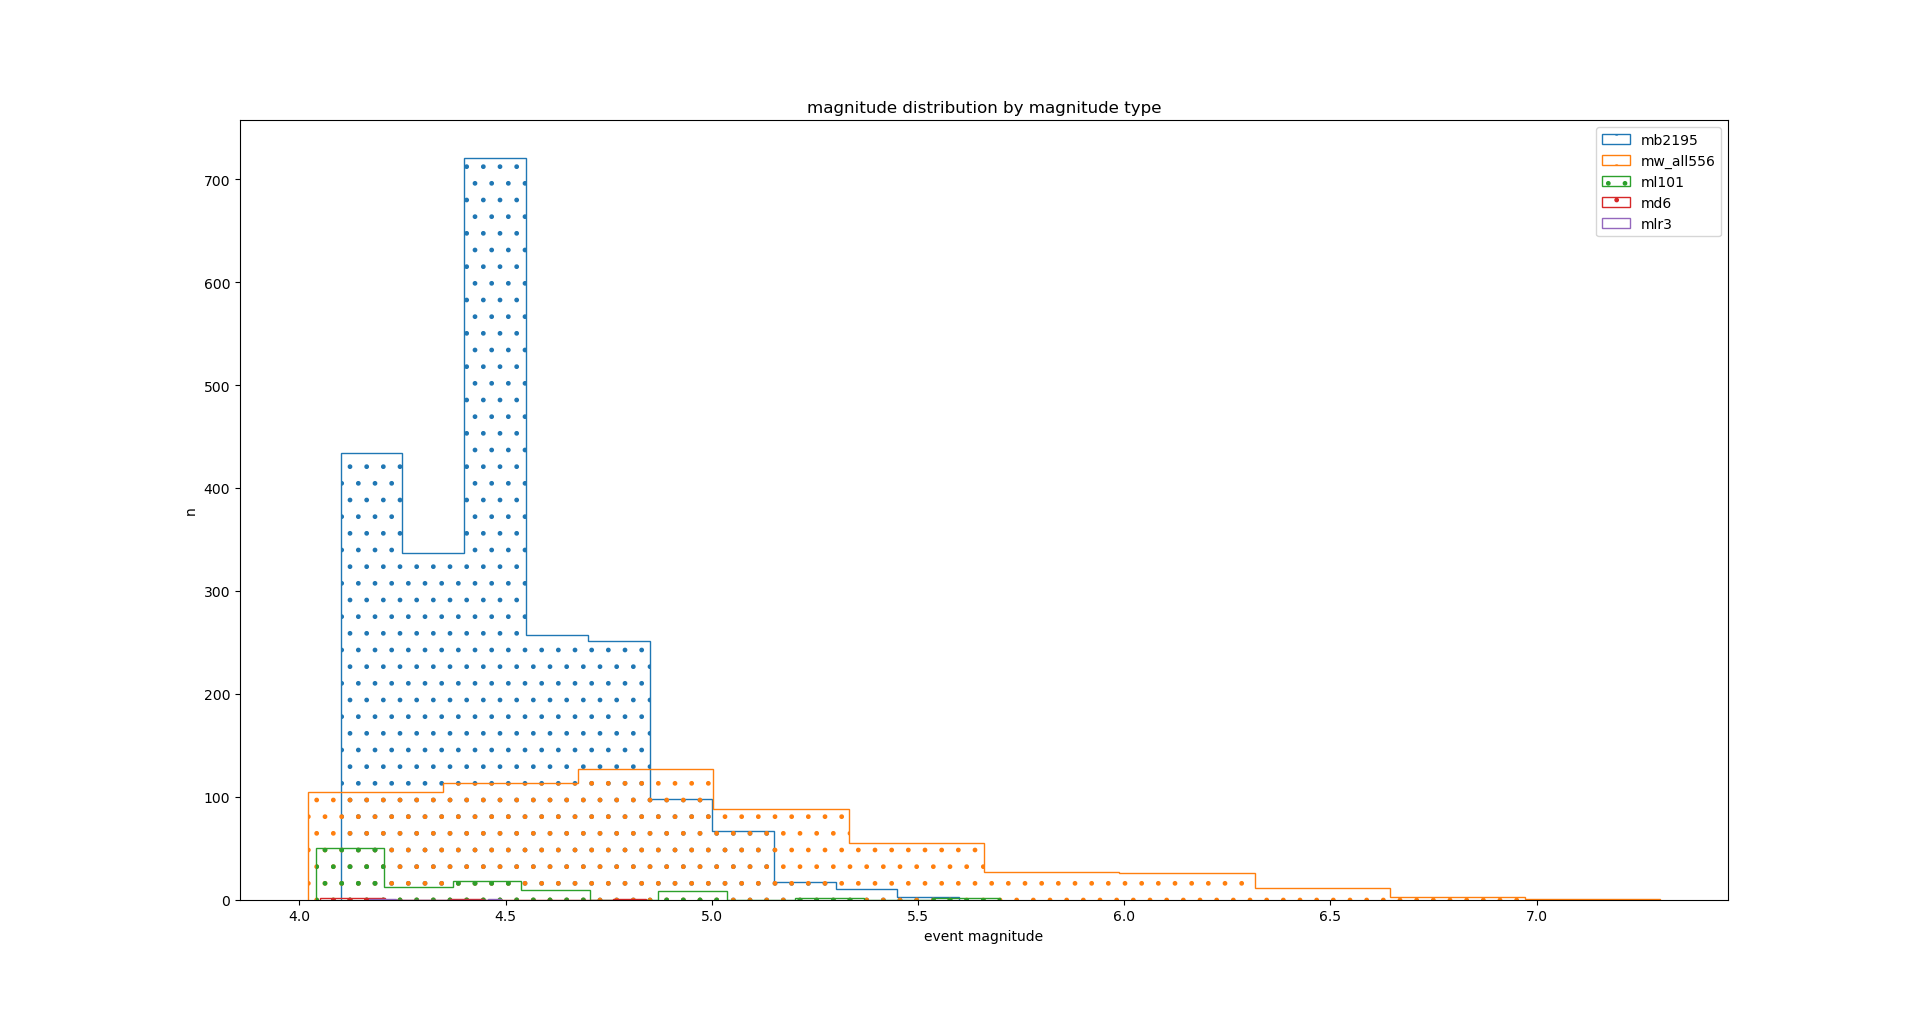 magnitude distribution by magnitude type
mb2195
mw_all556
ml101
md6
mlr3
700
600
500
400
300
200
100
0
n
4.0 4.5 5.0 5.5 6.0 6.5 7.0
event magnitude